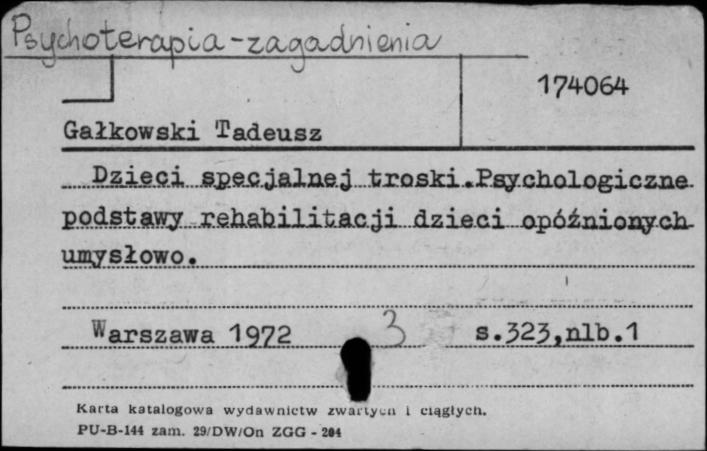 Psychoterapia - zagadnienia
174064
Gałkowski Tadeusz
Dzieci specjalnej troski.Psychologiczne
podstawy rehabilitacji dzieci opóźnionych
umysłowo.
Warszawa 1972 3 s.323,nlb.1
Karta katalogowa wydawnictw zwartych i ciągłych.
PU-B-144 zam. 29/DW/On ZGG - 204